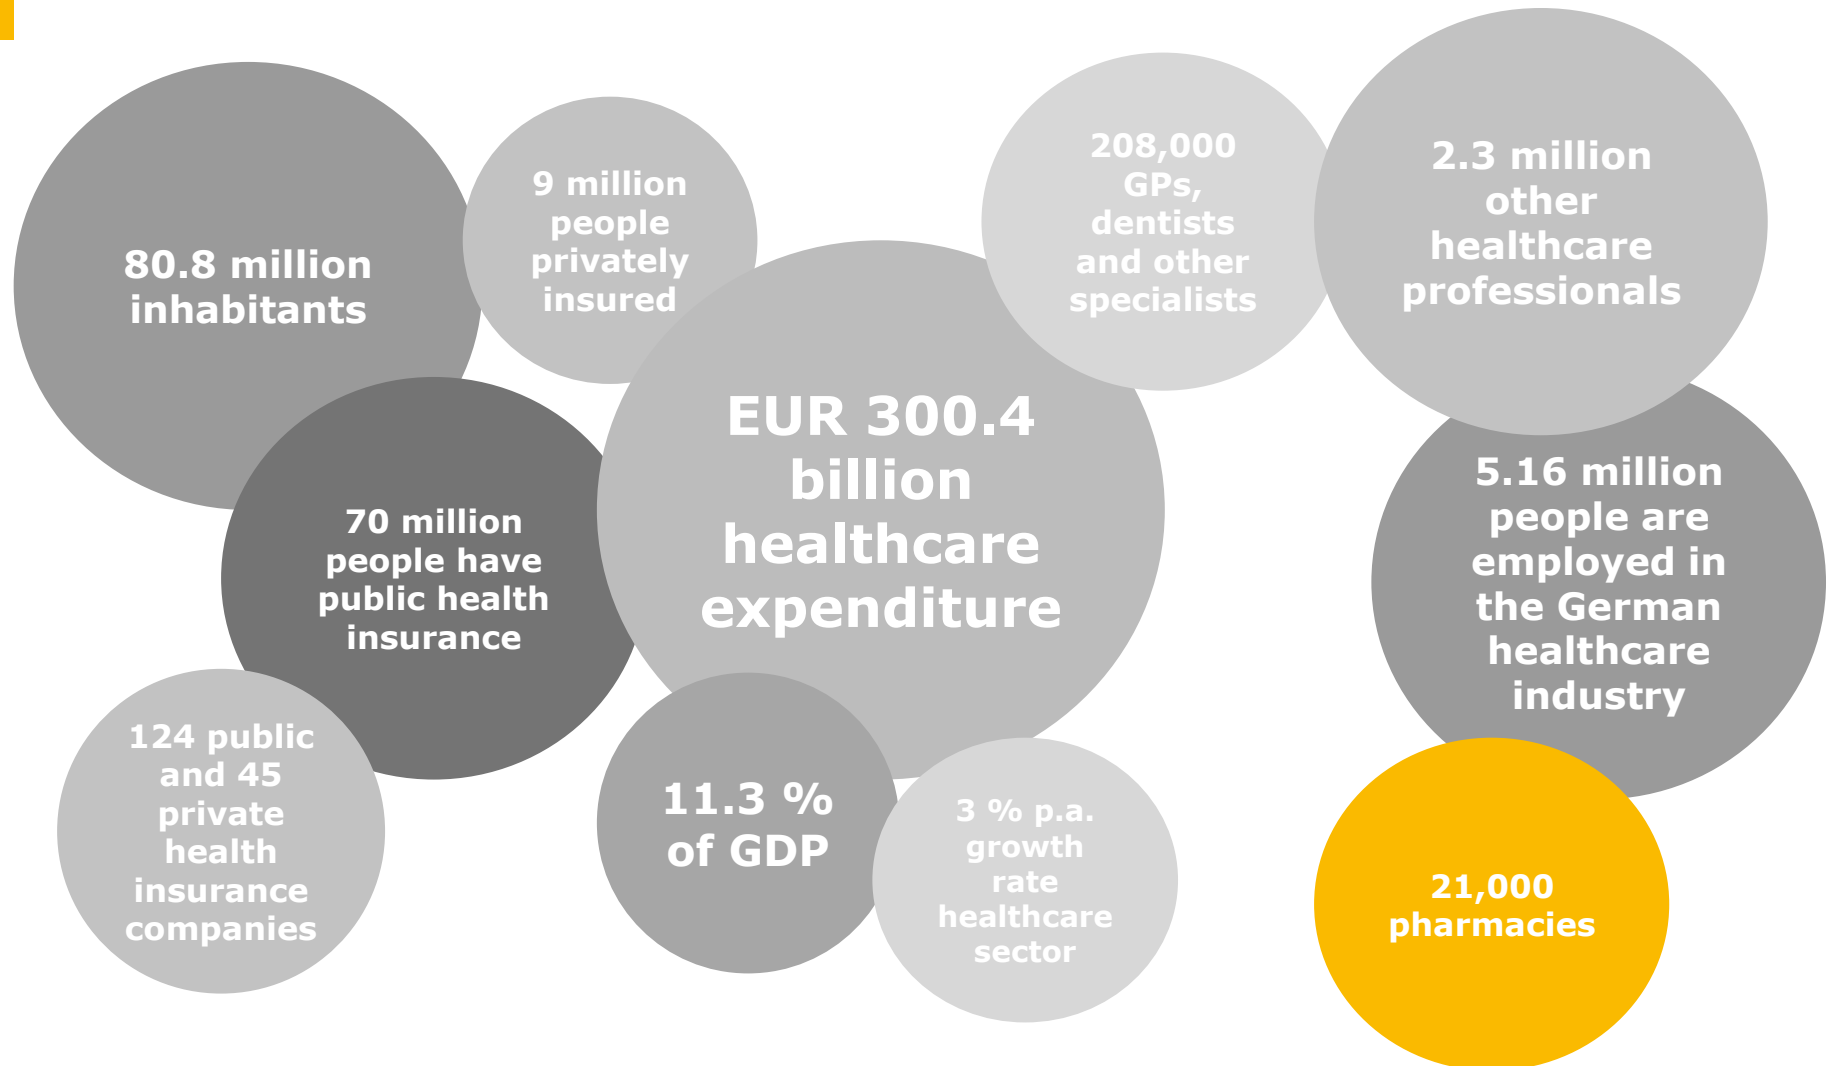 80.8 million
inhabitants
9 million
people
privately
insured
208,000
GPs,
dentists
and other
specialists
2.3 million
other
healthcare
professionals
70 million
people have
public health
insurance
EUR 300.4
billion
healthcare
expenditure
5.16 million
people are
employed in
the German
healthcare
industry
124 public
and 45
private
health
insurance
companies
11.3 %
of GDP
3 % p.a.
growth
rate
healthcare
sector
21,000
pharmacies